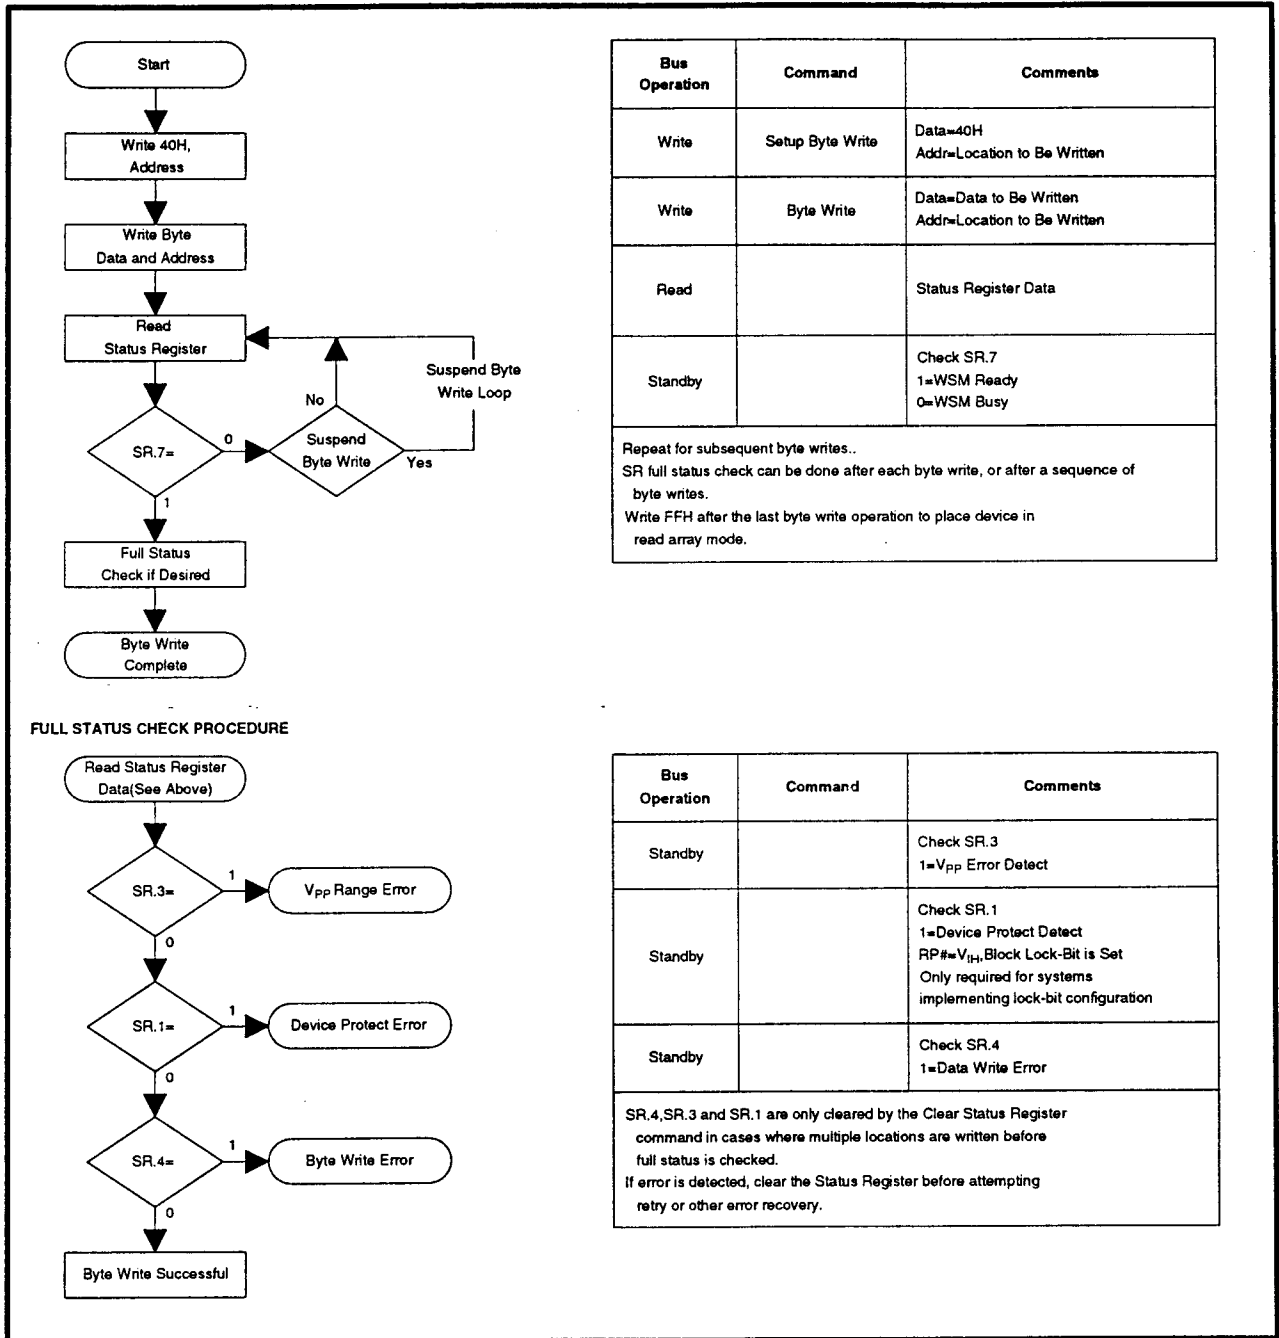 Start
Write 40H,
Address
Write Byte
Data and Address
Read
Status Register
Suspend Byte
Write Loop
No
SR.7=
0
Suspend
Byte Write
Yes
1
Full Status
Check if Desired
Byte Write
Complete
Bus
Operation
Command
Comments
Write
Setup Byte Write
Data=40H
Addr=Location to Be Written
Write
Byte Write
Data=Data to Be Written
Addr=Location to Be Written
Read
Status Register Data
Standby
Check SR.7
1=WSM Ready
0=WSM Busy
Repeat for subsequent byte writes..
SR full status check can be done after each byte write, or after a sequence of
byte writes.
Write FFH after the last byte write operation to place device in
read array mode.
FULL STATUS CHECK PROCEDURE
Read Status Register
Data(See Above)
SR.3=
1
VPP Range Error
0
SR.1=
1
Device Protect Error
0
SR.4=
1
Byte Write Error
0
Byte Write Successful
Bus
Operation
Command
Comments
Standby
Check SR.3
1=VPP Error Detect
Standby
Check SR.1
1=Device Protect Detect
RP#=VIH,Block Lock-Bit is Set
Only required for systems
implementing lock-bit configuration
Standby
Check SR.4
1=Data Write Error
SR.4,SR.3 and SR.1 are only cleared by the Clear Status Register
command in cases where multiple locations are written before
full status is checked.
If error is detected, clear the Status Register before attempting
retry or other error recovery.